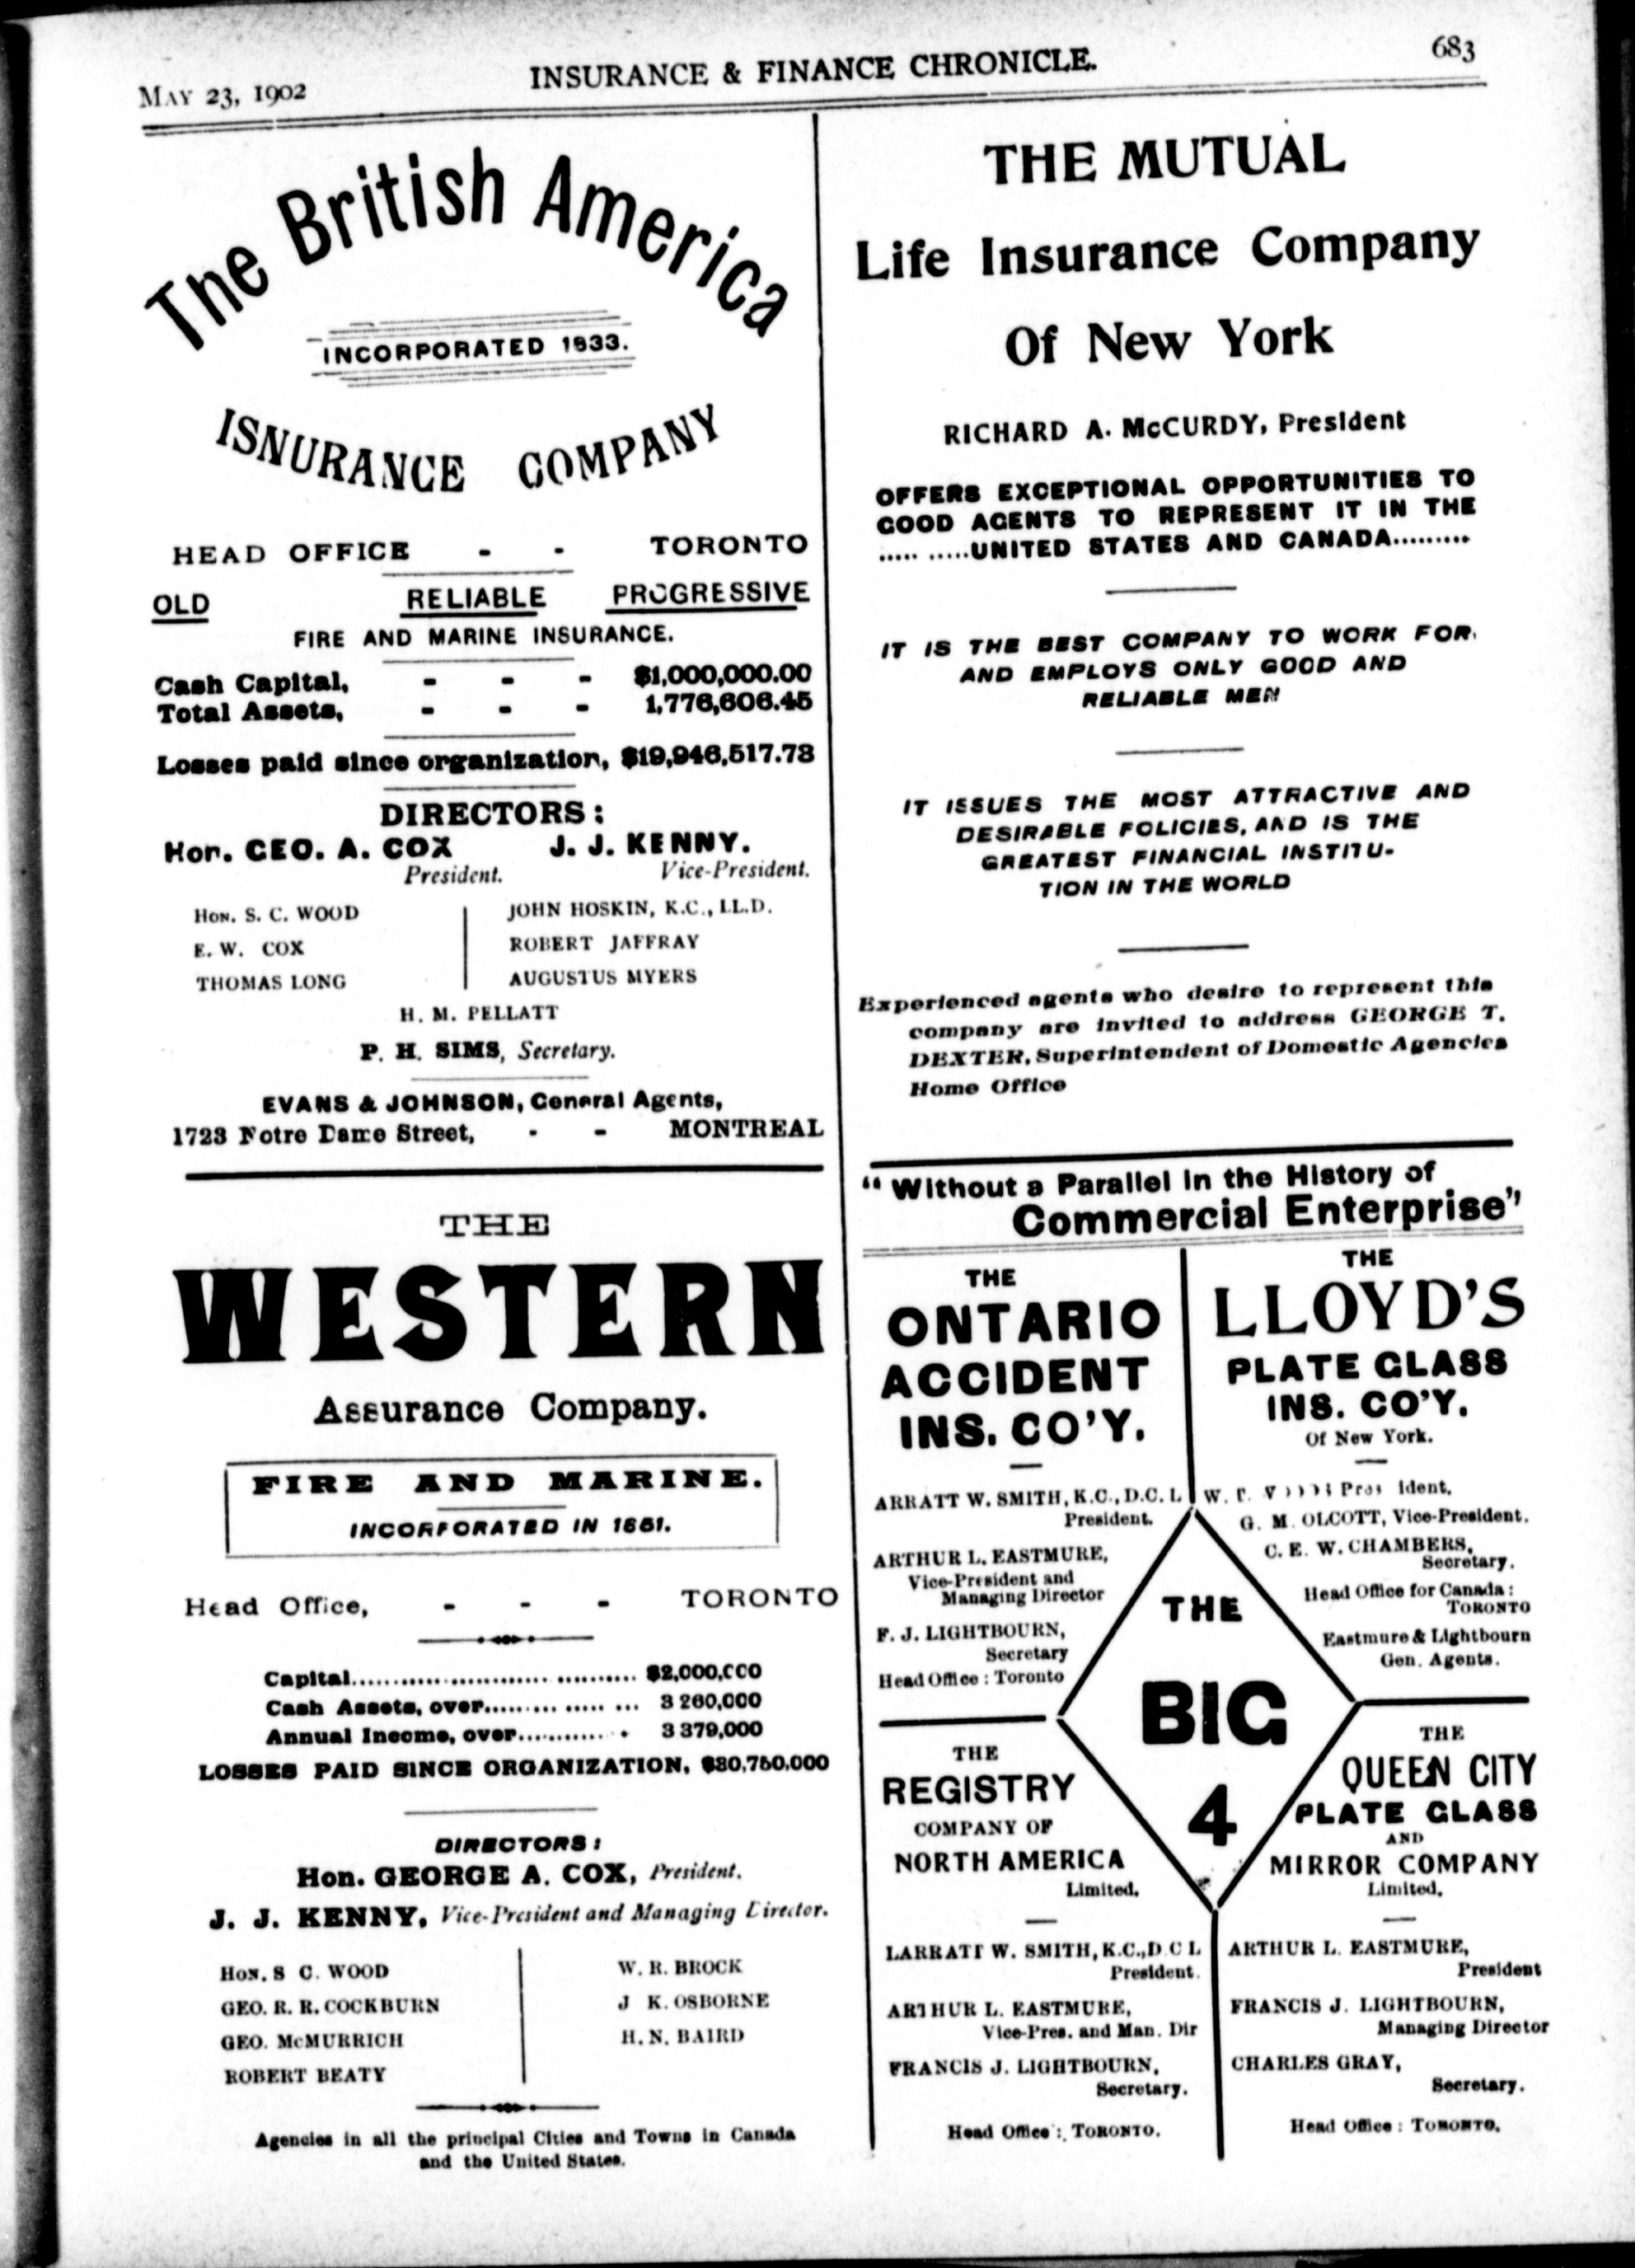 MAY 23, 1902
INSURANCE & FINANCE CHRONICLE.
683
The British America
INCORPORATED 1833.
ISNURANCE COMPANY
HEAD OFFICE - - TORONTO
OLD RELIABLE PROGRESSIVE
FIRE AND MARINE INSURANCE.
Cash Capital, - - - $1,000,000.00
Total Assets, - - - 1,776,606.45
Losses paid since organization, $19,946,517.73
DIRECTORS:
Hon. GEO. A. COX J. J. KENNY.
President. Vice-President.
HON. S. C. WOOD
E. W. COX
THOMAS LONG
JOHN HOSKIN, K.C., LL.D.
ROBERT JAFFRAY
AUGUSTUS MYERS
H. M. PELLATT
P. H. SIMS, Secretary.
EVANS & JOHNSON, General Agents,
1723 Notre Dame Street, - - MONTREAL
THE
WESTERN
Assurance Company.
FIRE AND MARINE.
INCORPORATED IN 1851.
Head Office, - - - TORONTO
Capital................................ $2,000,000
Cash Assets, over..................... 3 260,000
Annual Income, over............ 3 379,000
LOSSES PAID SINCE ORGANIZATION, $30,750,000
DIRECTORS:
Hon. GEORGE A. COX, President.
J. J. KENNY, Vice-President and Managing Director.
HON. S C. WOOD
GEO. R. R. COCKBURN
GEO. McMURRICH
ROBERT BEATY
W. R. BROCK
J K. OSBORNE
H. N. BAIRD
Agencies in all the principal Cities and Towns in Canada
and the United States.
THE MUTUAL
Life Insurance Company
Of New York
RICHARD A. McCURDY, President
OFFERS EXCEPTIONAL OPPORTUNITIES TO
GOOD AGENTS TO REPRESENT IT IN THE
..... .....UNITED STATES AND CANADA.........
IT IS THE BEST COMPANY TO WORK FOR,
AND EMPLOYS ONLY GOOD AND
RELIABLE MEN
IT ISSUES THE MOST ATTRACTIVE AND
DESIRABLE POLICIES, AND IS THE
GREATEST FINANCIAL INSTITU-
TION IN THE WORLD
Experienced agents who desire to represent this
company are invited to address GEORGE T.
DEXTER, Superintendent of Domestic Agencies
Home Office
"Without a Parallel in the History of
Commercial Enterprise"
THE
ONTARIO
ACCIDENT
INS. CO'Y.
ARRATT W. SMITH, K.C., D.C. L
President.
ARTHUR L. EASTMURE,
Vice-President and
Managing Director
F. J. LIGHTBOURN,
Secretary
Head Office : Toronto
THE
LLOYD'S
PLATE GLASS
INS. CO'Y.
Of New York.
W. T. President.
G. M. OLCOTT, Vice-President.
C. E. W. CHAMBERS,
Secretary.
Head Office for Canada:
TORONTO
Eastmure & Lightbourn
Gen. Agents.
THE
BIG
4
THE
REGISTRY
COMPANY OF
NORTH AMERICA
Limited.
LARRATT W. SMITH, K.C., D C L
President.
ARTHUR L. EASTMURE,
Vice-Pres. and Man. Dir
FRANCIS J. LIGHTBOURN,
Secretary.
Head Office : TORONTO.
THE
QUEEN CITY
PLATE GLASS
AND
MIRROR COMPANY
Limited.
ARTHUR L. EASTMURE,
President
FRANCIS J. LIGHTBOURN,
Managing Director
CHARLES GRAY,
Secretary.
Head Office : TORONTO.